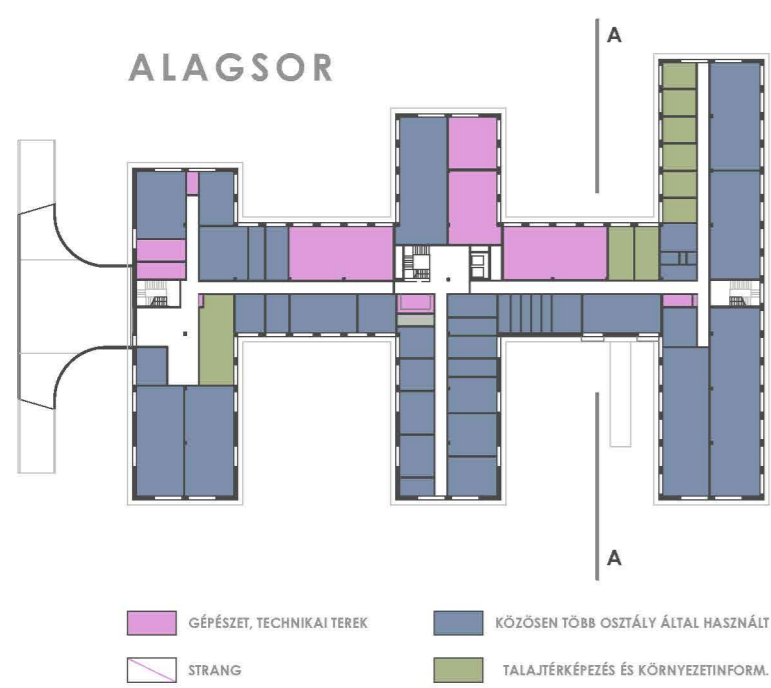 A
ALAGSOR
A
GÉPÉSZET, TECHNIKAI TEREK
KÖZÖSEN TÖBB OSZTÁLY ÁLTAL HASZNÁLT
STRANG
TALAJTÉRKÉPEZÉS ÉS KÖRNYEZETINFORM.